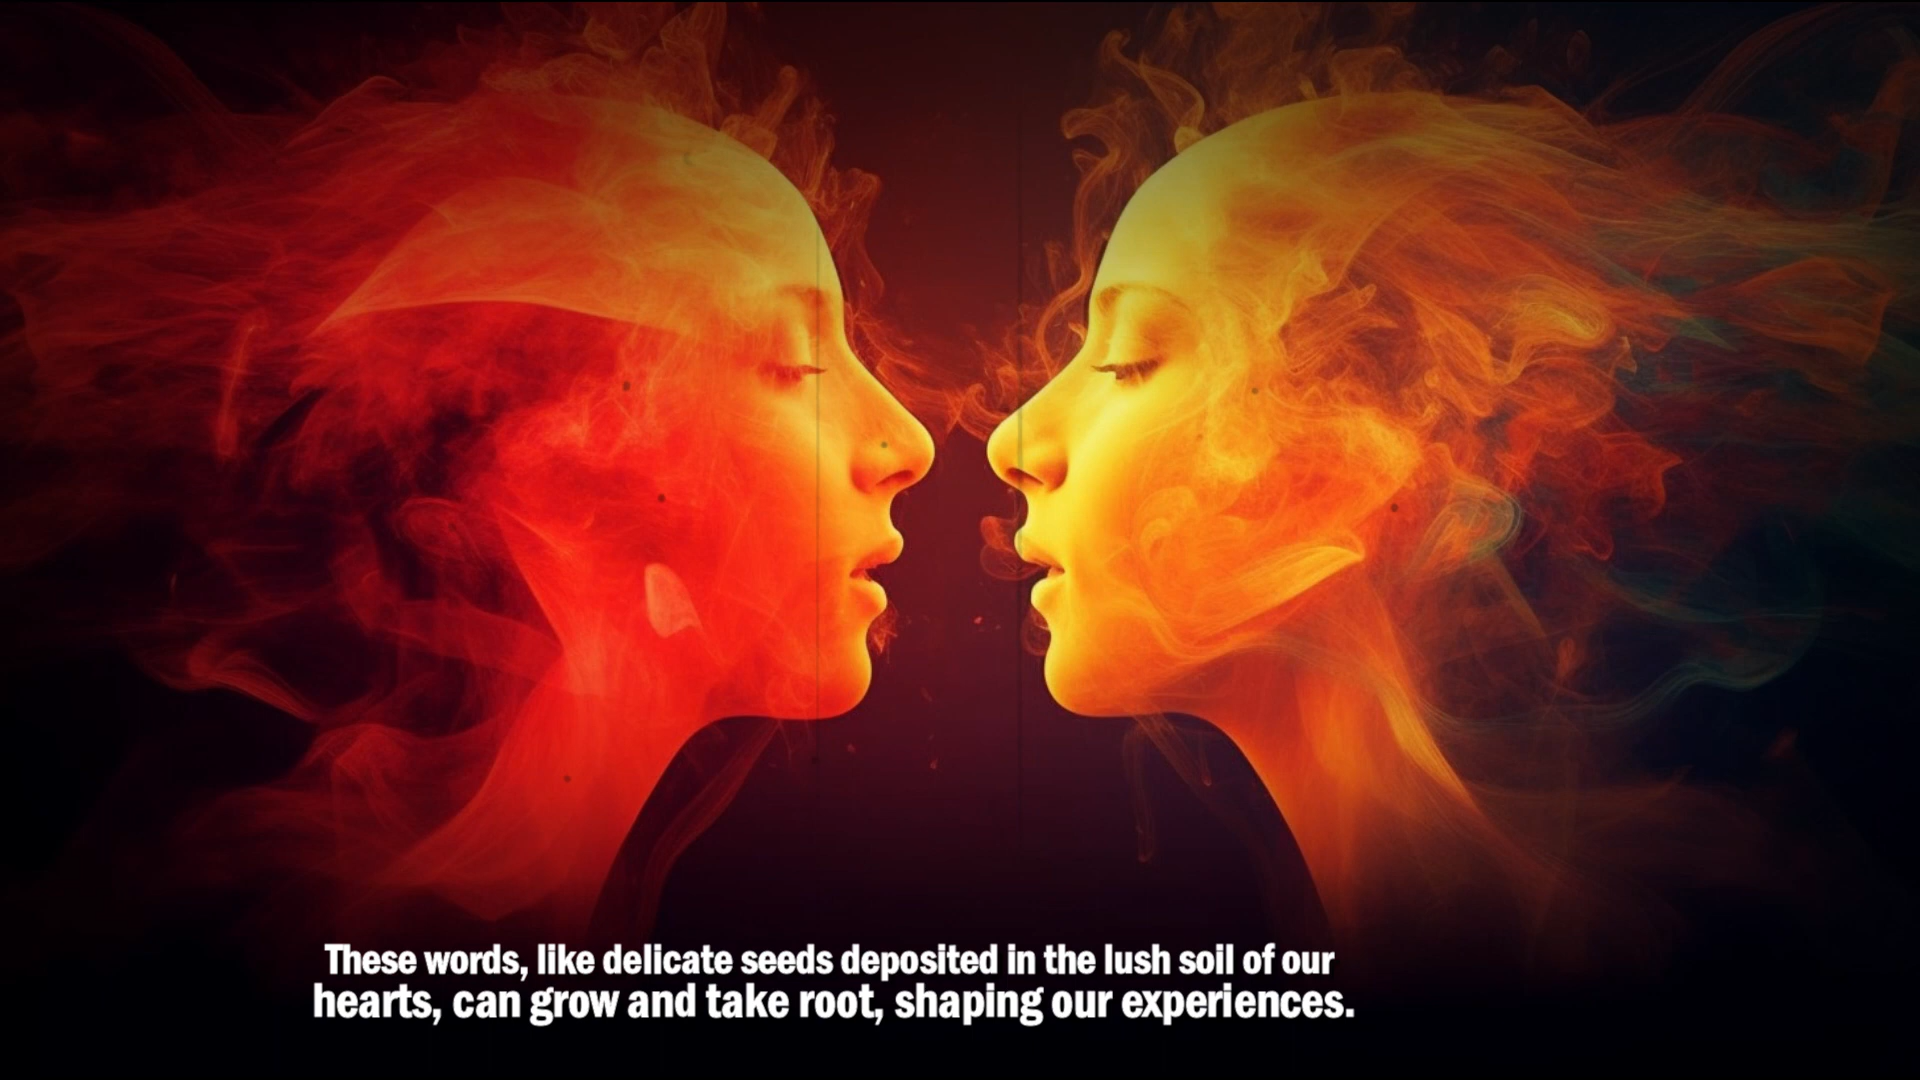 These words, like delicate seeds deposited in the lush soil of our
hearts, can grow and take root, shaping our experiences.